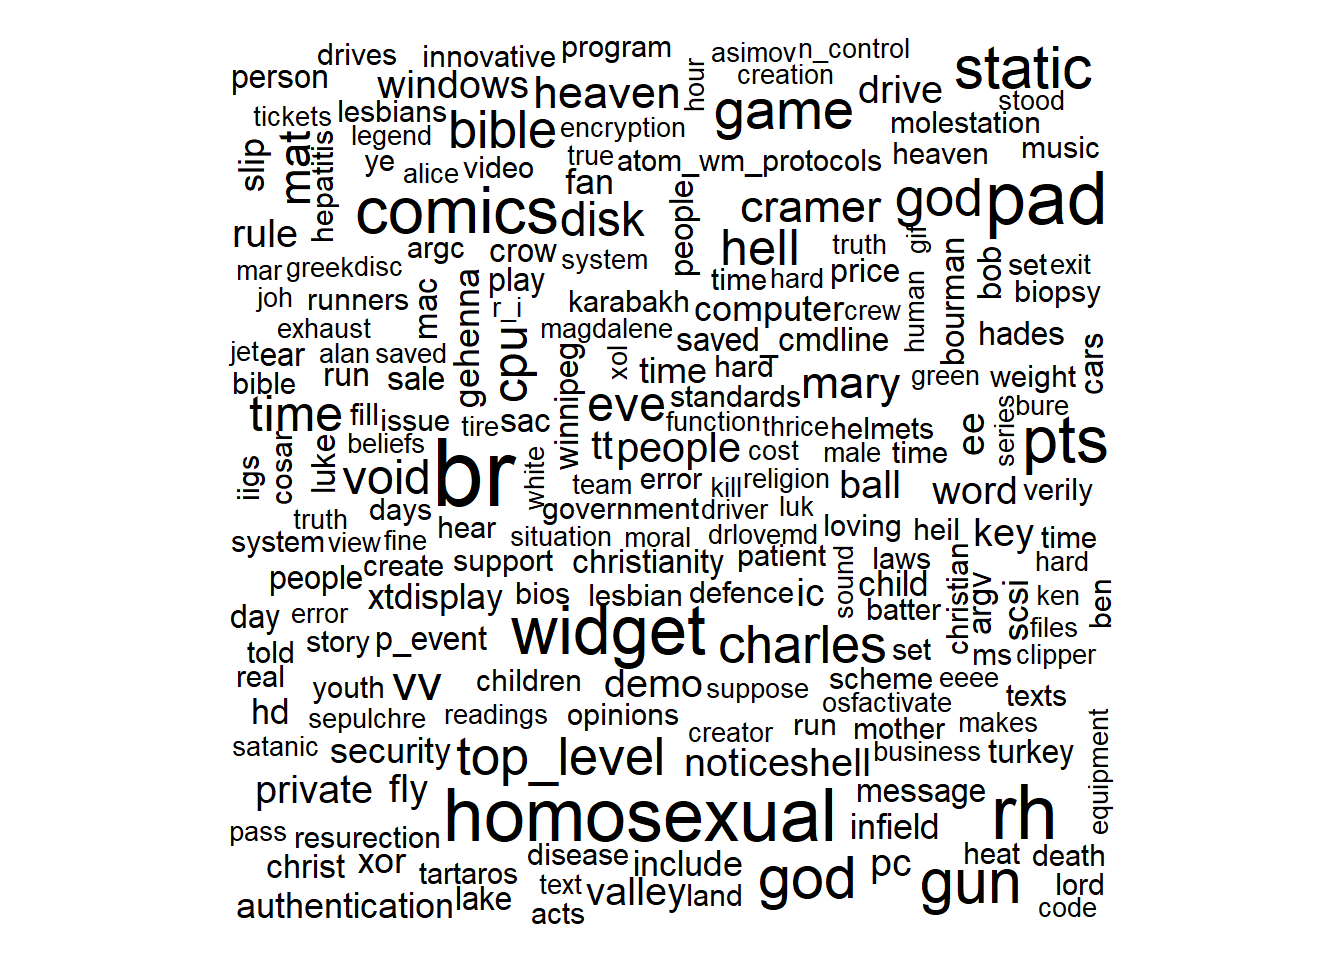 drives innovative program asimov n_control
person windows heaven hour creation drive static
tickets lesbians bible encryption game stood
slip mat hepatitis legend ye alice video true atom_wm_protocols molestation heaven music
fan people
rule comics disk cramer god pad
argc crow system hell truth gif
mar greek disc play time hard price bourman bob set exit
joh runners mac gehenna r_i karabakh computer crew human biopsy
exhaust cpu magdalene saved_cmdline hades cars
jet ear alan saved winnipeg xol time hard mary green weight
bible run sale eve standards series bure
time fill issue tire sac tt people function thrice helmets ee pts
iigs cosar luke beliefs void br white cost male time
team error kill religion ball word verily
truth days hear government driver luk loving heil key time
system view fine situation moral drlovemd hard
people create support christianity patient sound laws christian argv scsi ben
xtdisplay bios lesbian defence ic child ken
day error widget charles batter files
told story p_event set ms clipper
real youth vv children demo suppose scheme eeee texts
hd sepulchre readings opinions osfactivate makes equipment
satanic security top_level creator run mother business turkey
noticeshell
private fly homosexual message rh
pass resurection infield
christ xor tartaros disease include god pc gun heat death
authentication lake text valley land lord
acts code